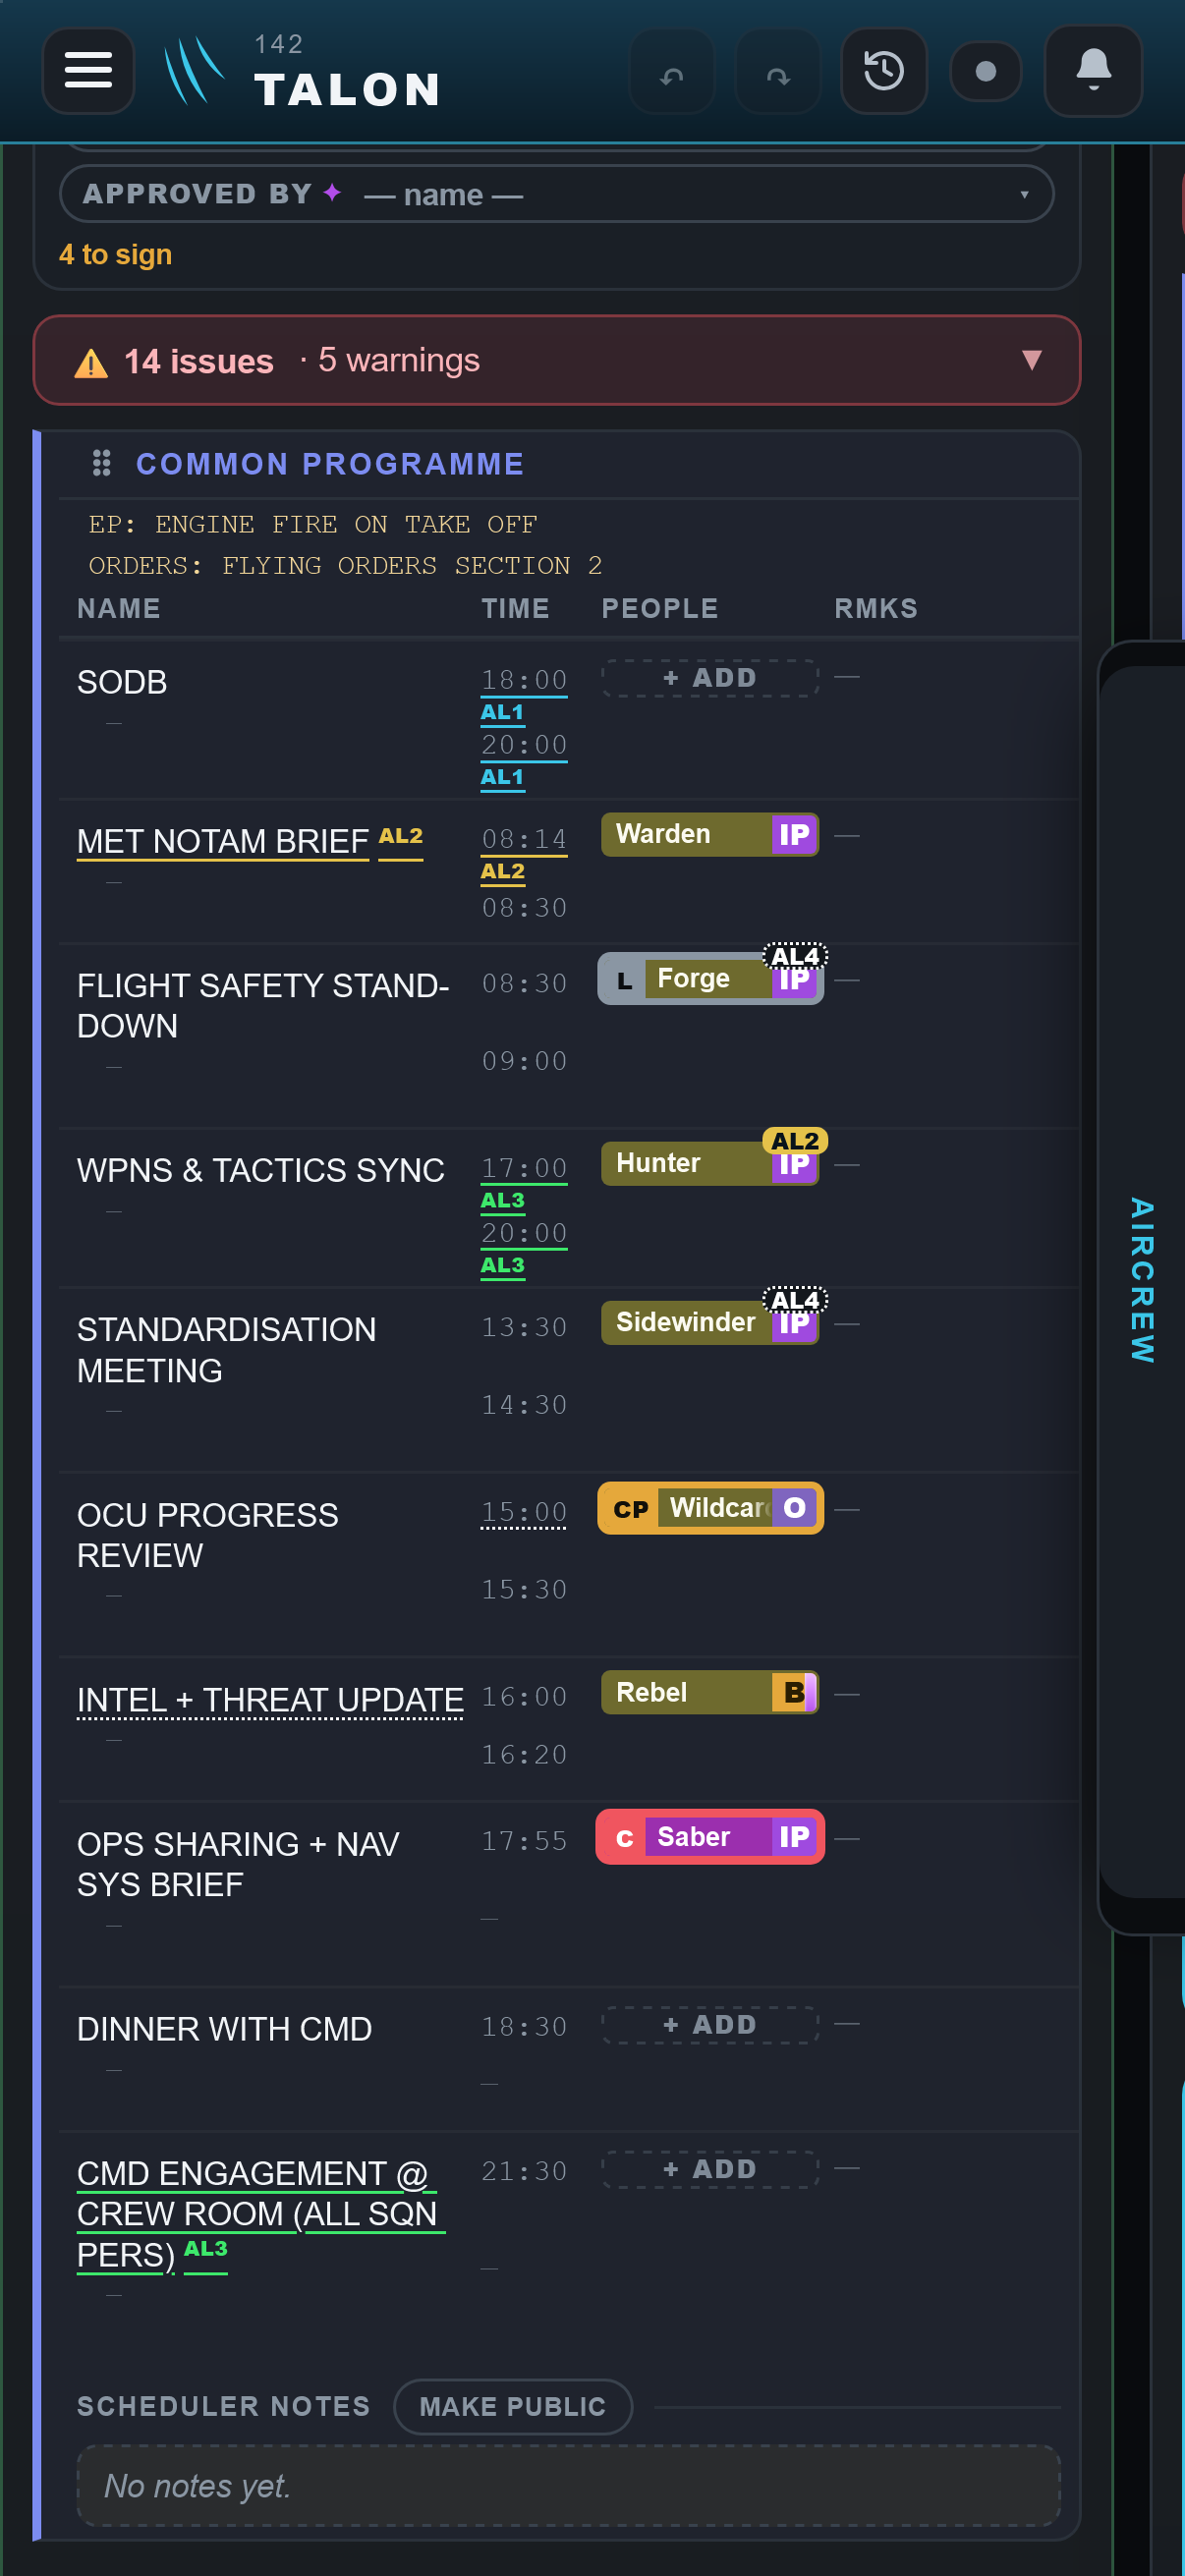 142
TALON
APPROVED BY ✦ — name —
4 to sign
14 issues · 5 warnings
COMMON PROGRAMME
EP: ENGINE FIRE ON TAKE OFF
ORDERS: FLYING ORDERS SECTION 2
NAME TIME PEOPLE RMKS
SODB 18:00 + ADD —
—
AL1
20:00
AL1
MET NOTAM BRIEF AL2 08:14 Warden IP —
—
AL2
08:30
FLIGHT SAFETY STAND- 08:30 L Forge IP AL4 —
DOWN
—
09:00
WPNS & TACTICS SYNC 17:00 Hunter IP AL2 —
—
AL3
20:00
AL3
STANDARDISATION 13:30 Sidewinder IP AL4 —
MEETING
—
14:30
OCU PROGRESS 15:00 CP Wildcar O —
REVIEW
—
15:30
INTEL + THREAT UPDATE 16:00 Rebel B —
—
16:20
OPS SHARING + NAV 17:55 C Saber IP —
SYS BRIEF
—
—
DINNER WITH CMD 18:30 + ADD —
—
—
CMD ENGAGEMENT @ 21:30 + ADD —
CREW ROOM (ALL SQN
PERS) AL3
—
—
SCHEDULER NOTES MAKE PUBLIC
No notes yet.
AIRCREW